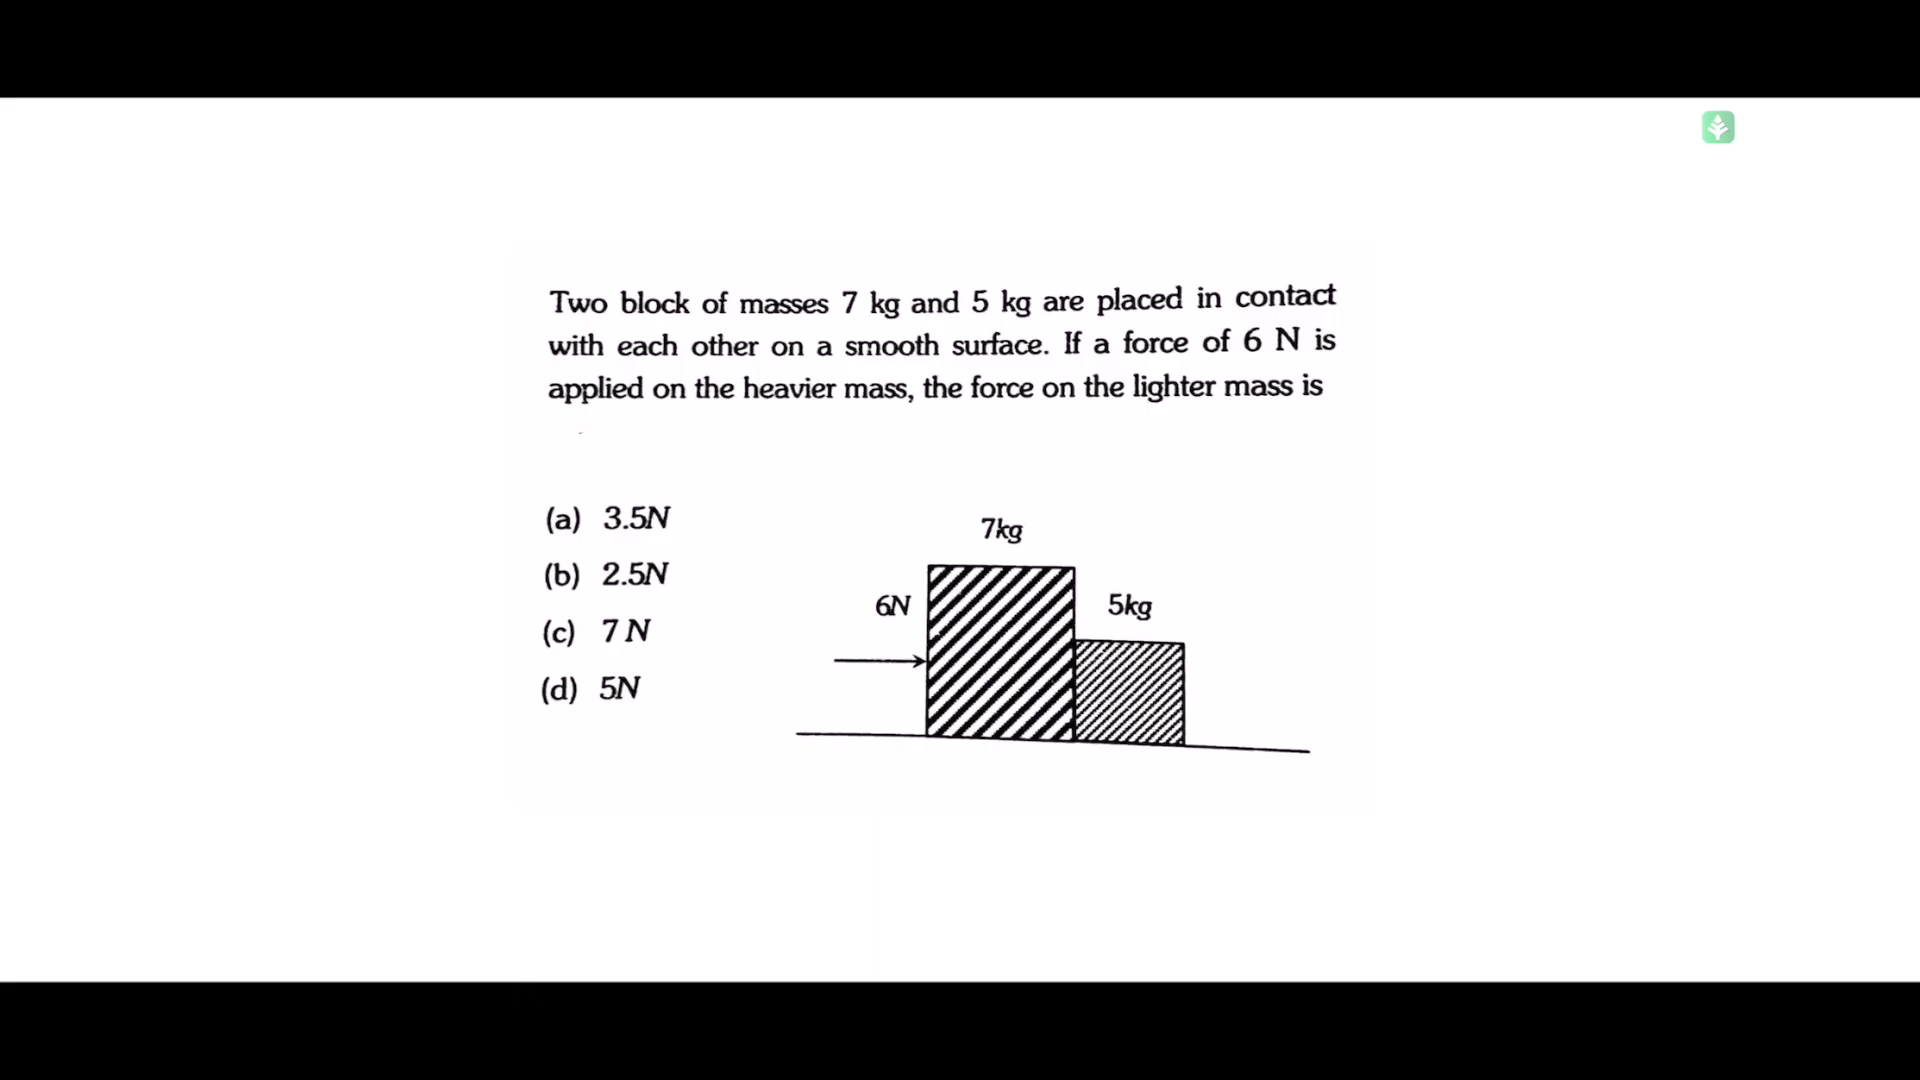 Two block of masses 7 kg and 5 kg are placed in contact
with each other on a smooth surface. If a force of 6 N is
applied on the heavier mass, the force on the lighter mass is
(a) 3.5N
(b) 2.5N
(c) 7 N
(d) 5N
7kg
6N
5kg